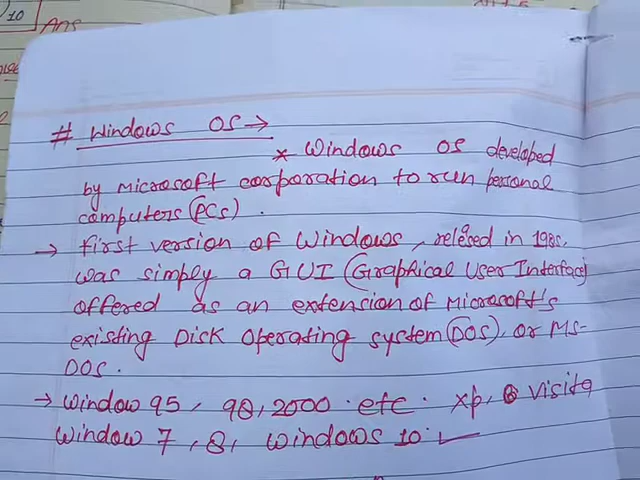 10
Ans
# Windows OS →
* Windows OS developed
by microsoft corporation to run personal
computers (PCs).
→ first version of Windows, relesed in 1985,
was simply a GUI (Graphical User Interface)
offered as an extension of Microsoft's
existing Disk Operating system (DOS), or MS-
DOS.
→ Window 95, 98, 2000. etc. xp, visita
Window 7, 8, Windows 10.